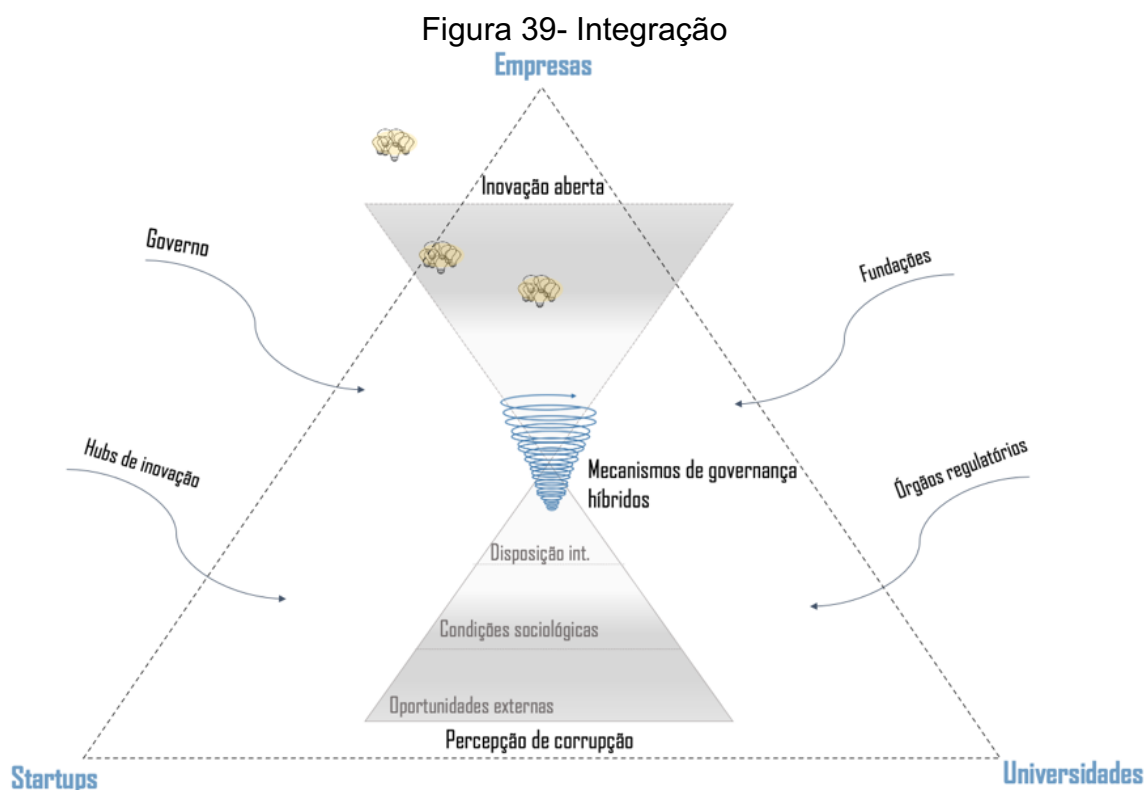 Figura 39- Integração
Empresas
Inovação aberta
Governo
Fundações
Hubs de inovação
Órgãos regulatórios
Mecanismos de governança
híbridos
Disposição int.
Condições sociológicas
Oportunidades externas
Percepção de corrupção
Startups
Universidades